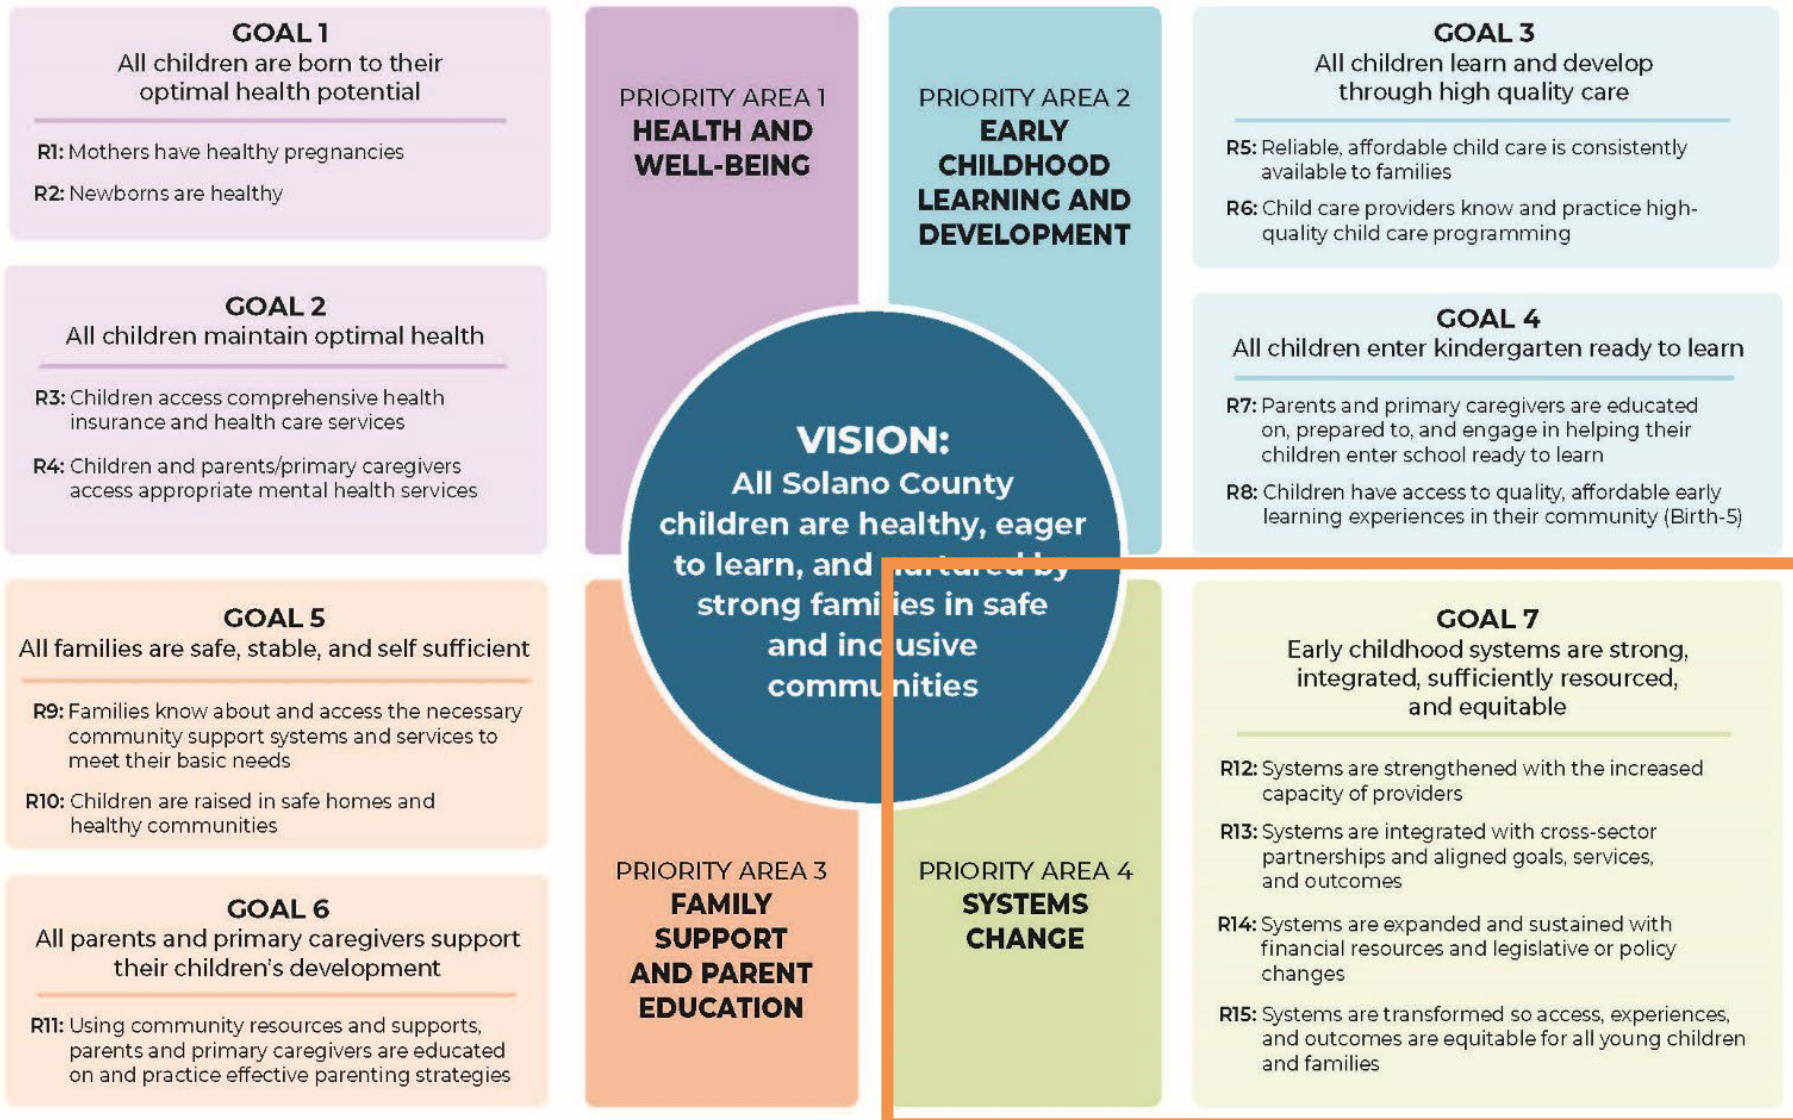 GOAL 1
All children are born to their
optimal health potential
R1: Mothers have healthy pregnancies
R2: Newborns are healthy
GOAL 2
All children maintain optimal health
R3: Children access comprehensive health
insurance and health care services
R4: Children and parents/primary caregivers
access appropriate mental health services
PRIORITY AREA 1
HEALTH AND
WELL-BEING
PRIORITY AREA 2
EARLY
CHILDHOOD
LEARNING AND
DEVELOPMENT
GOAL 3
All children learn and develop
through high quality care
R5: Reliable, affordable child care is consistently
available to families
R6: Child care providers know and practice high-
quality child care programming
GOAL 4
All children enter kindergarten ready to learn
R7: Parents and primary caregivers are educated
on, prepared to, and engage in helping their
children enter school ready to learn
R8: Children have access to quality, affordable early
learning experiences in their community (Birth-5)
VISION:
All Solano County
children are healthy, eager
to learn, and nurtured by
strong families in safe
and inclusive
communities
GOAL 5
All families are safe, stable, and self sufficient
R9: Families know about and access the necessary
community support systems and services to
meet their basic needs
R10: Children are raised in safe homes and
healthy communities
GOAL 6
All parents and primary caregivers support
their children's development
R11: Using community resources and supports,
parents and primary caregivers are educated
on and practice effective parenting strategies
PRIORITY AREA 3
FAMILY
SUPPORT
AND PARENT
EDUCATION
PRIORITY AREA 4
SYSTEMS
CHANGE
GOAL 7
Early childhood systems are strong,
integrated, sufficiently resourced,
and equitable
R12: Systems are strengthened with the increased
capacity of providers
R13: Systems are integrated with cross-sector
partnerships and aligned goals, services,
and outcomes
R14: Systems are expanded and sustained with
financial resources and legislative or policy
changes
R15: Systems are transformed so access, experiences,
and outcomes are equitable for all young children
and families